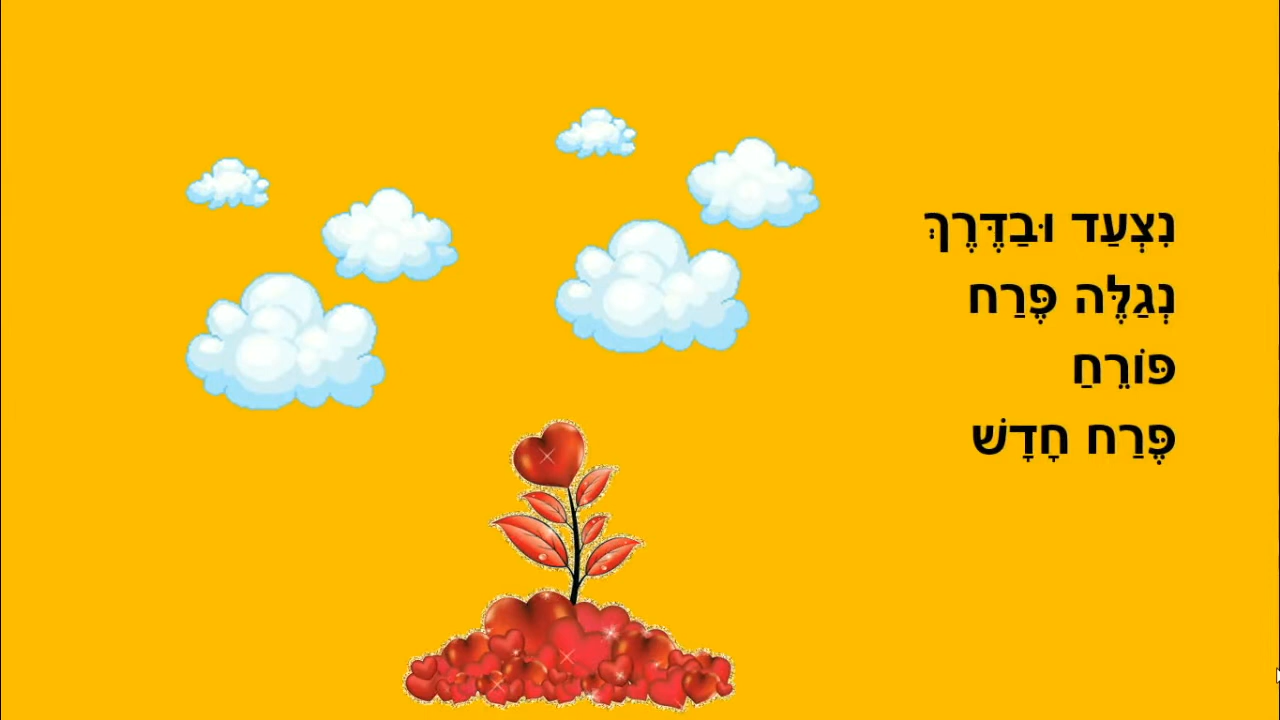 נִצְעַד וּבַדֶּרֶךְ
נְגַלֶּה פֶּרַח
פּוֹרֵחַ
פֶּרַח חָדָשׁ